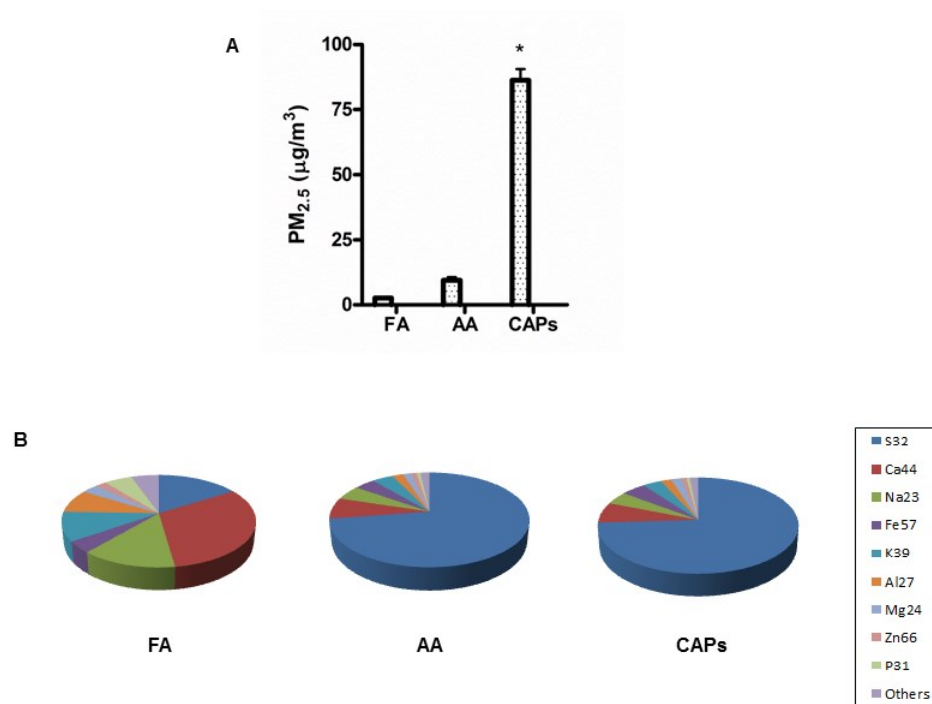 A
*
100
75
50
25
0
PM2.5 (μg/m3)
FA AA CAPs
B
S32
Ca44
Na23
Fe57
K39
Al27
Mg24
Zn66
P31
Others
FA AA CAPs